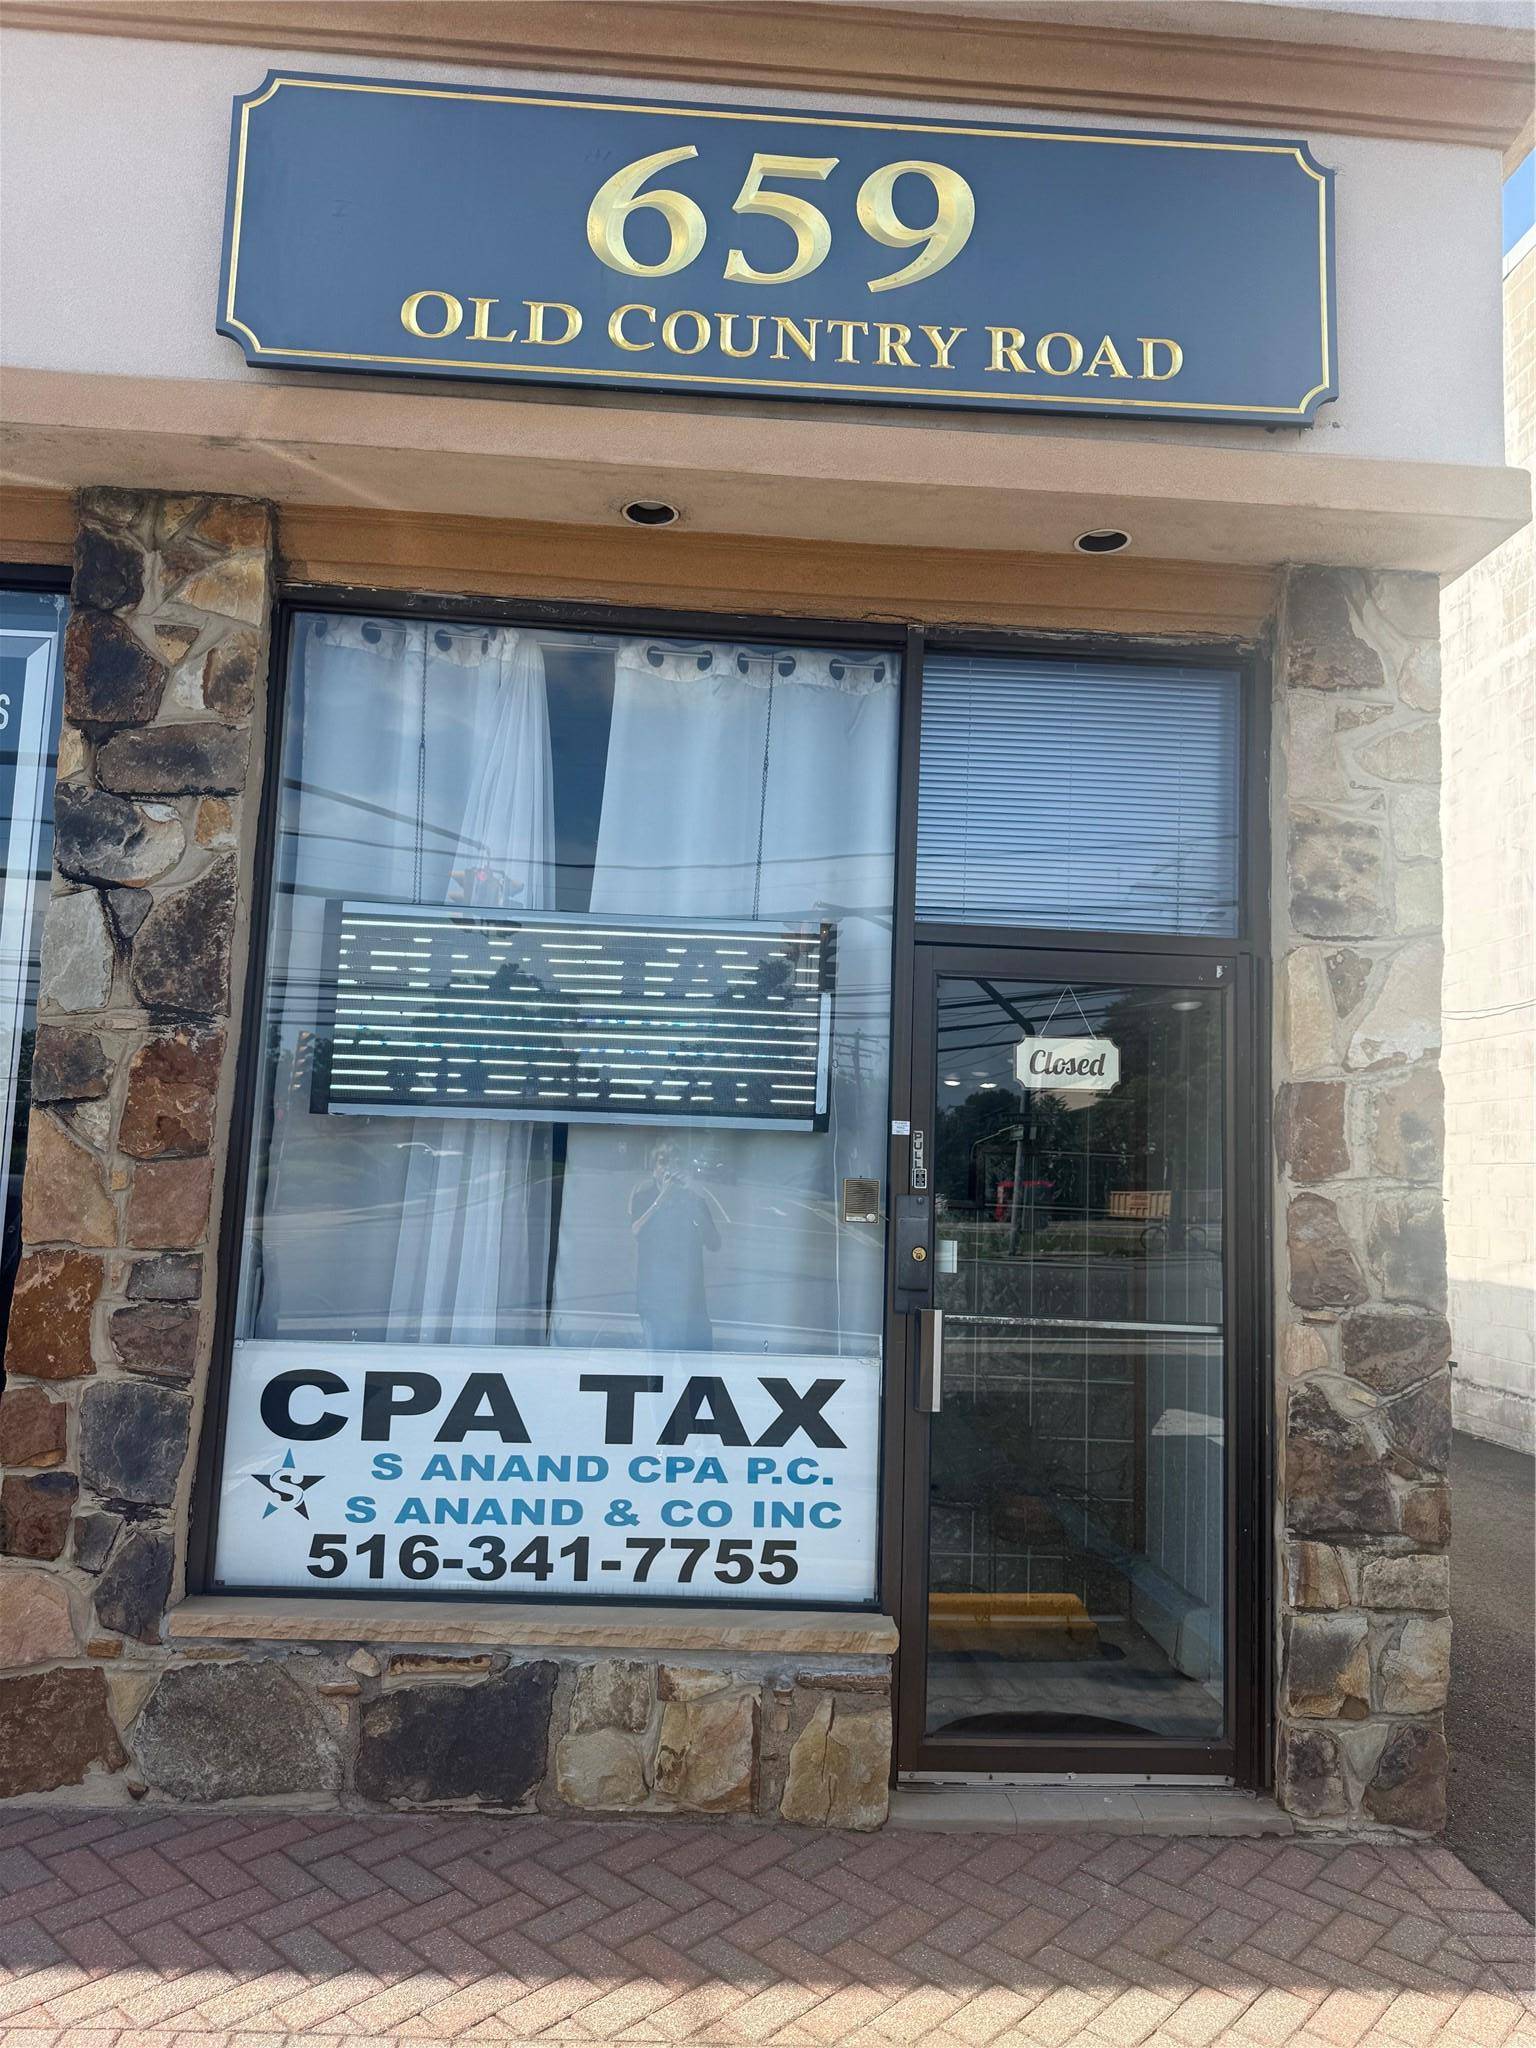 659
OLD COUNTRY ROAD
S
Closed
PULL
CPA TAX
S
S ANAND CPA P.C.
S ANAND & CO INC
516-341-7755